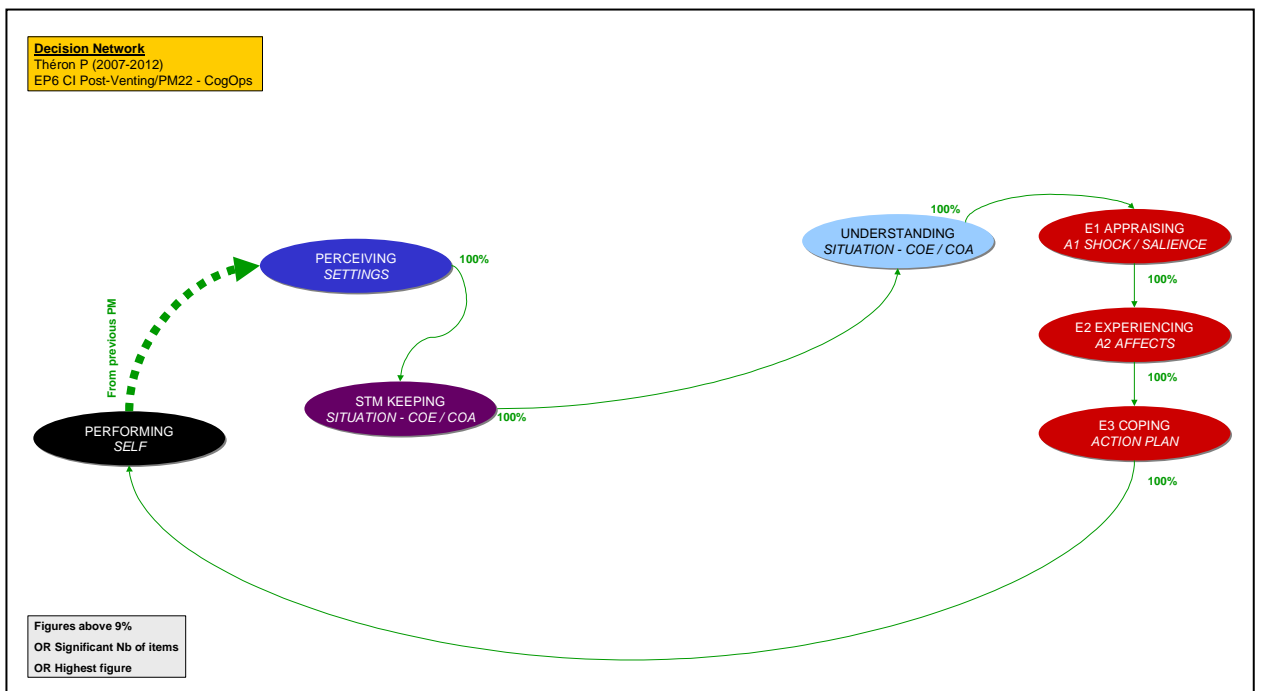 Decision Network
Théron P (2007-2012)
EP6 CI Post-Venting/PM22 - CogOps
100%
UNDERSTANDING
SITUATION - COE / COA
E1 APPRAISING
A1 SHOCK / SALIENCE
PERCEIVING
SETTINGS
100%
100%
From previous PM
E2 EXPERIENCING
A2 AFFECTS
100%
STM KEEPING
SITUATION - COE / COA
100%
PERFORMING
SELF
E3 COPING
ACTION PLAN
100%
Figures above 9%
OR Significant Nb of items
OR Highest figure